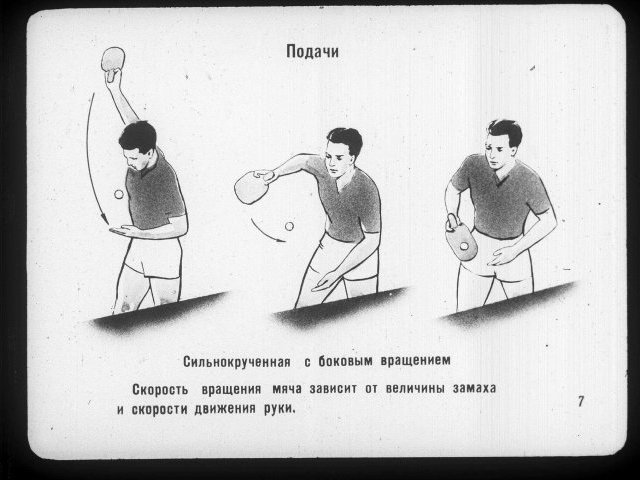 Подачи
Сильнокрученная с боковым вращением
Скорость вращения мяча зависит от величины замаха
и скорости движения руки.
7